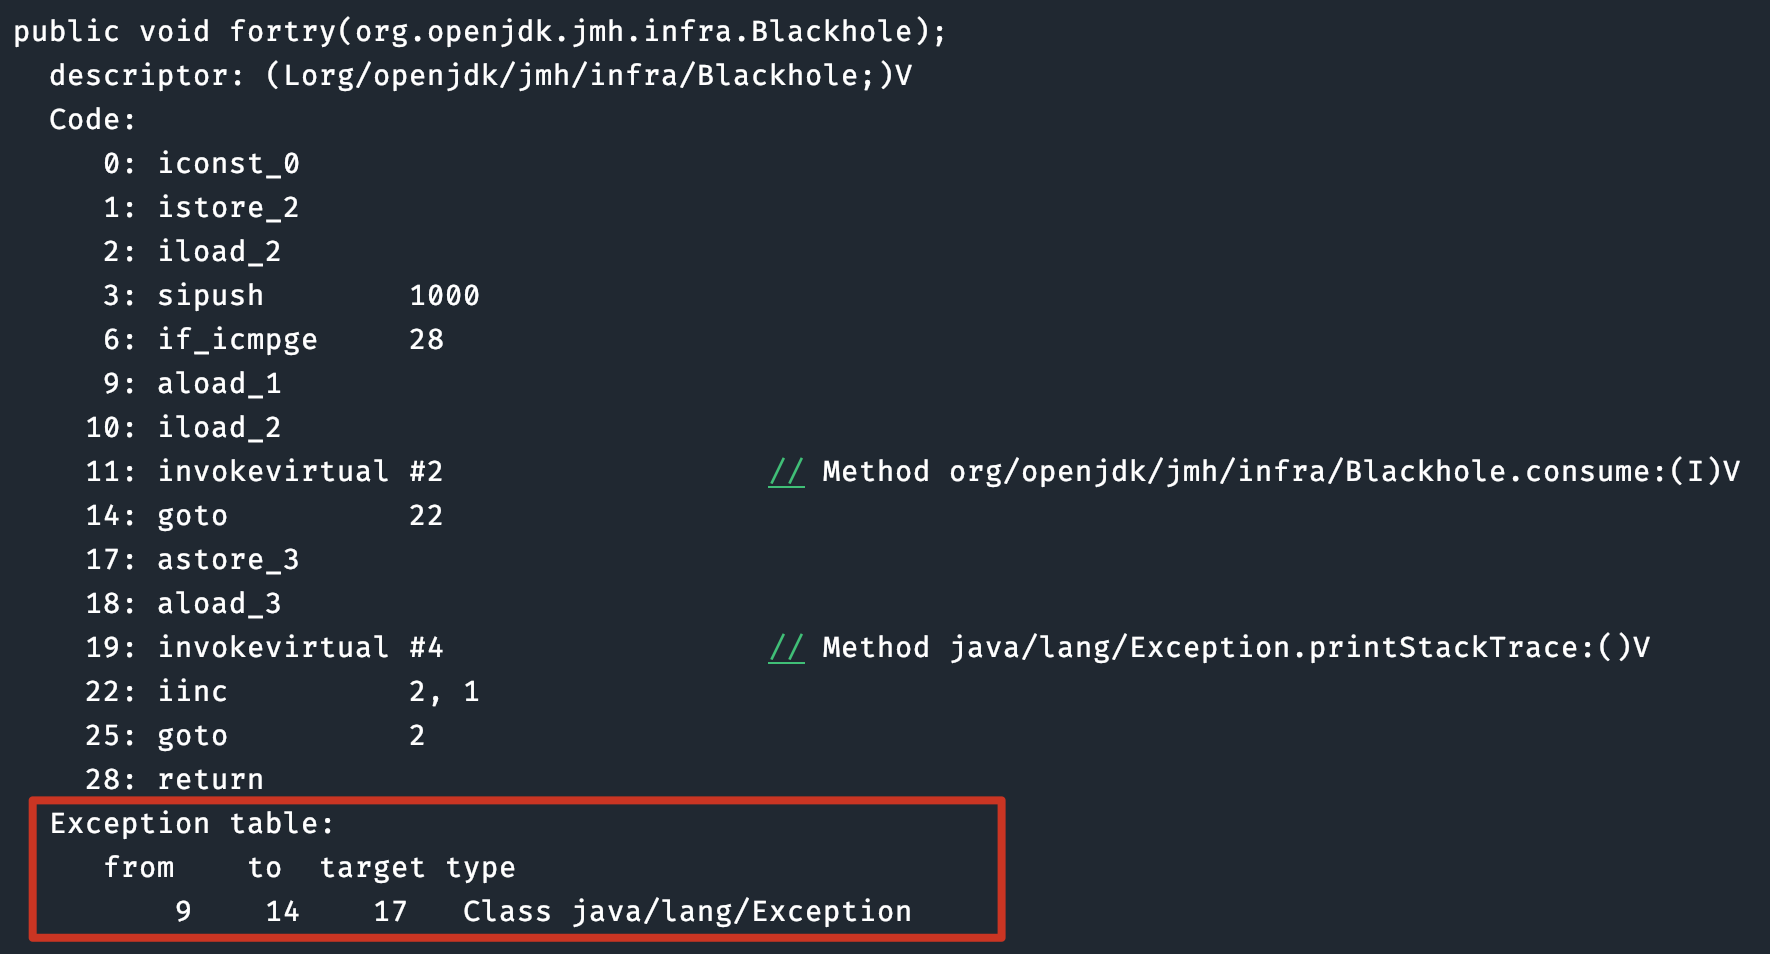 public void fortry(org.openjdk.jmh.infra.Blackhole);
descriptor: (Lorg/openjdk/jmh/infra/Blackhole;)V
Code:
0: iconst_0
1: istore_2
2: iload_2
3: sipush 1000
6: if_icmpge 28
9: aload_1
10: iload_2
11: invokevirtual #2 // Method org/openjdk/jmh/infra/Blackhole.consume:(I)V
14: goto 22
17: astore_3
18: aload_3
19: invokevirtual #4 // Method java/lang/Exception.printStackTrace:()V
22: iinc 2, 1
25: goto 2
28: return
Exception table:
from to target type
9 14 17 Class java/lang/Exception